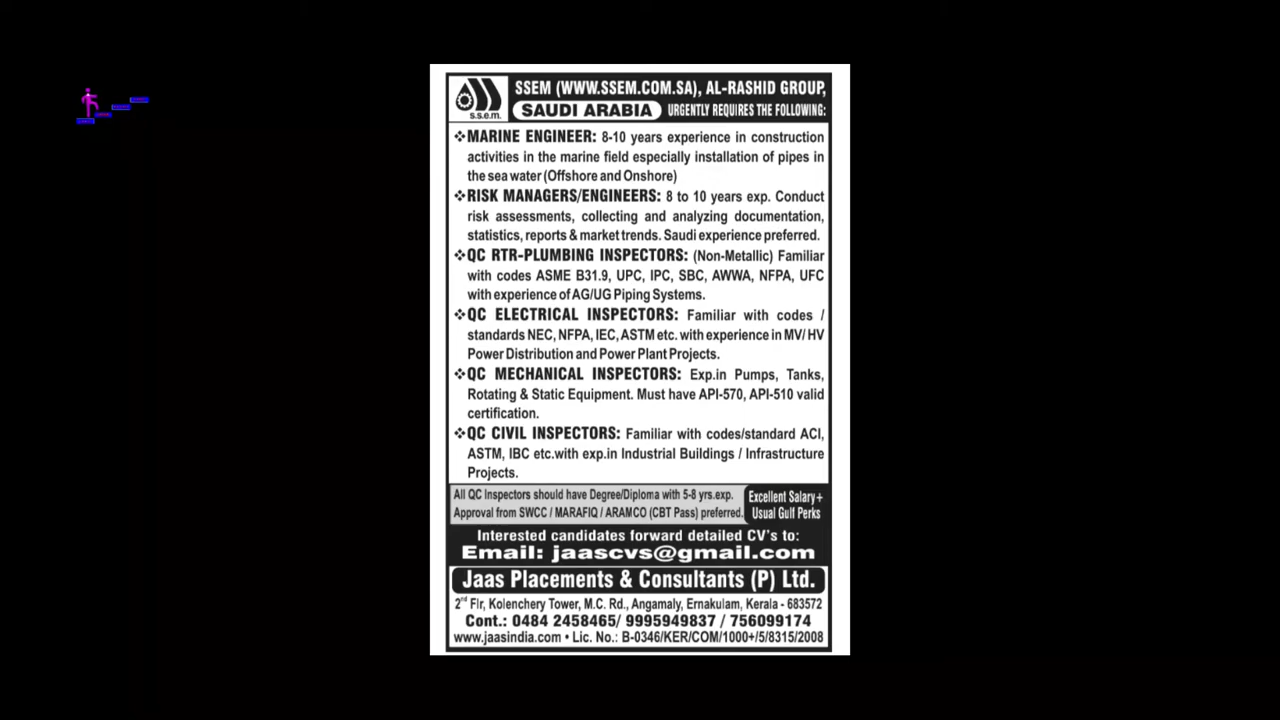 SSEM (WWW.SSEM.COM.SA), AL-RASHID GROUP,
s.s.e.m.
SAUDI ARABIA URGENTLY REQUIRES THE FOLLOWING:
❖MARINE ENGINEER: 8-10 years experience in construction
activities in the marine field especially installation of pipes in
the sea water (Offshore and Onshore)
❖RISK MANAGERS/ENGINEERS: 8 to 10 years exp. Conduct
risk assessments, collecting and analyzing documentation,
statistics, reports & market trends. Saudi experience preferred.
❖QC RTR-PLUMBING INSPECTORS: (Non-Metallic) Familiar
with codes ASME B31.9, UPC, IPC, SBC, AWWA, NFPA, UFC
with experience of AG/UG Piping Systems.
❖QC ELECTRICAL INSPECTORS: Familiar with codes /
standards NEC, NFPA, IEC, ASTM etc. with experience in MV/ HV
Power Distribution and Power Plant Projects.
❖QC MECHANICAL INSPECTORS: Exp.in Pumps, Tanks,
Rotating & Static Equipment. Must have API-570, API-510 valid
certification.
❖QC CIVIL INSPECTORS: Familiar with codes/standard ACI,
ASTM, IBC etc.with exp.in Industrial Buildings / Infrastructure
Projects.
All QC Inspectors should have Degree/Diploma with 5-8 yrs.exp.
Approval from SWCC / MARAFIQ / ARAMCO (CBT Pass) preferred.
Excellent Salary+
Usual Gulf Perks
Interested candidates forward detailed CV's to:
Email: jaascvs@gmail.com
Jaas Placements & Consultants (P) Ltd.
2nd Flr, Kolenchery Tower, M.C. Rd., Angamaly, Ernakulam, Kerala - 683572
Cont.: 0484 2458465/ 9995949837 / 756099174
www.jaasindia.com • Lic. No.: B-0346/KER/COM/1000+/5/8315/2008